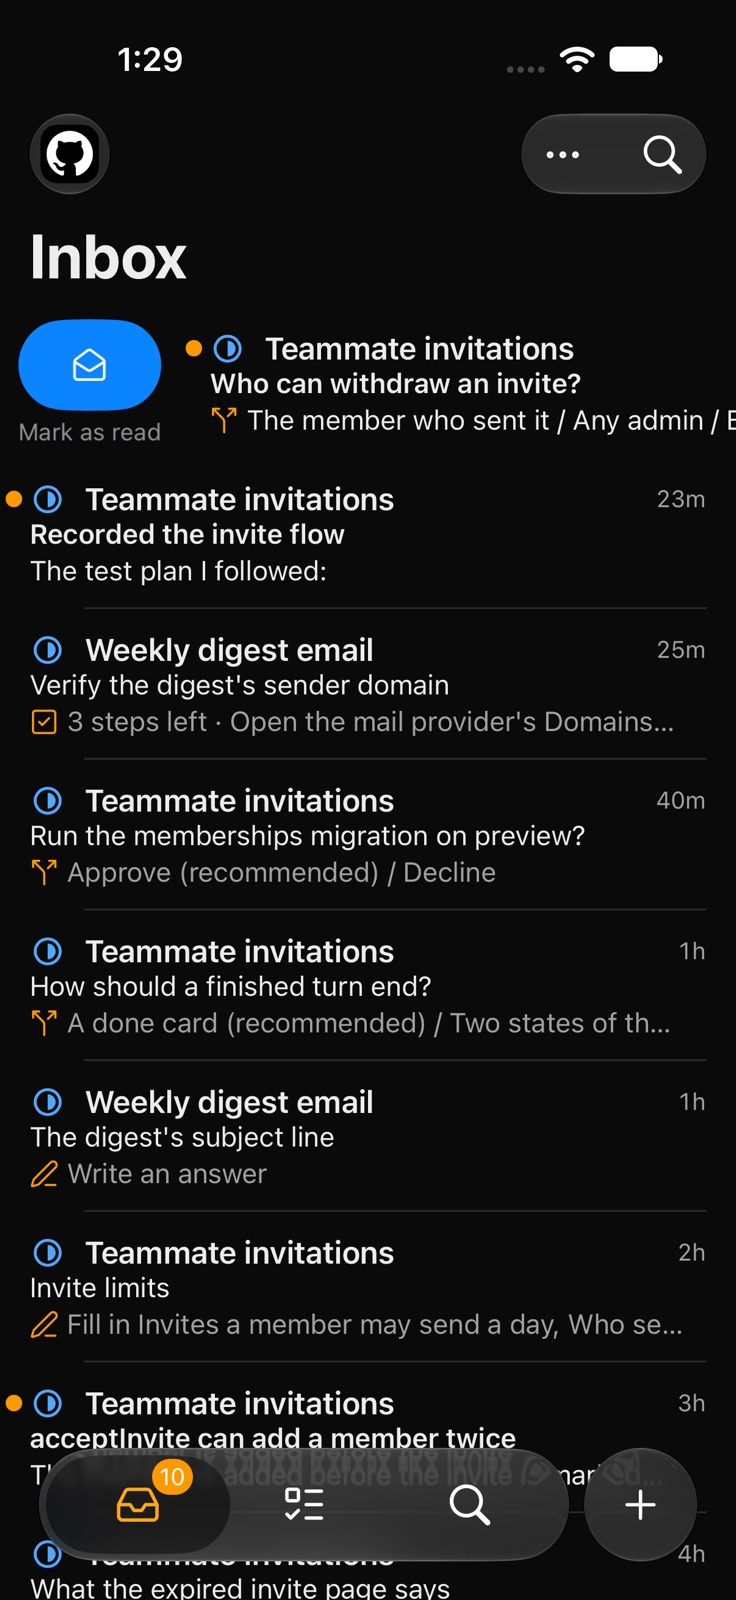 1:29
Inbox
Mark as read
Teammate invitations
Who can withdraw an invite?
The member who sent it / Any admin / E
Teammate invitations 23m
Recorded the invite flow
The test plan I followed:
Weekly digest email 25m
Verify the digest's sender domain
3 steps left · Open the mail provider's Domains...
Teammate invitations 40m
Run the memberships migration on preview?
Approve (recommended) / Decline
Teammate invitations 1h
How should a finished turn end?
A done card (recommended) / Two states of th...
Weekly digest email 1h
The digest's subject line
Write an answer
Teammate invitations 2h
Invite limits
Fill in Invites a member may send a day, Who se...
Teammate invitations 3h
acceptInvite can add a member twice
added before the invite
10
Teammate invitations 4h
What the expired invite page says